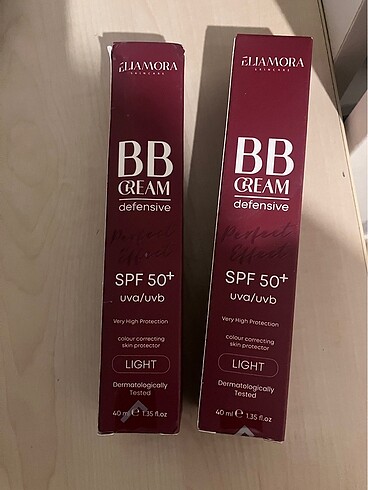 ELIAMORA
SKINCARE
BB
CREAM
defensive
Perfect
Effect
SPF 50+
uva/uvb
Very High Protection
colour correcting
skin protector
LIGHT
Dermatologically
Tested
40 ml e 1.35 fl.oz
ELIAMORA
SKINCARE
BB
CREAM
defensive
Perfect
Effect
SPF 50+
uva/uvb
Very High Protection
colour correcting
skin protector
LIGHT
Dermatologically
Tested
40 ml e 1.35 fl.oz